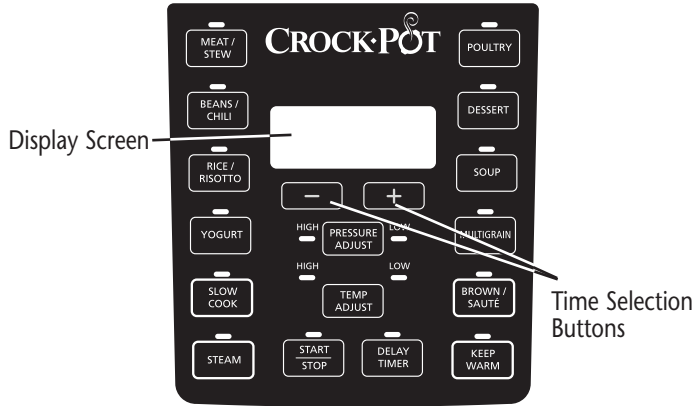 MEAT /
STEW
CROCK•POT
POULTRY
BEANS /
CHILI
DESSERT
Display Screen
RICE /
RISOTTO
SOUP
− +
YOGURT
HIGH
PRESSURE
ADJUST
LOW
MULTIGRAIN
HIGH
LOW
SLOW
COOK
TEMP
ADJUST
BROWN /
SAUTÉ
Time Selection
Buttons
STEAM
START
STOP
DELAY
TIMER
KEEP
WARM